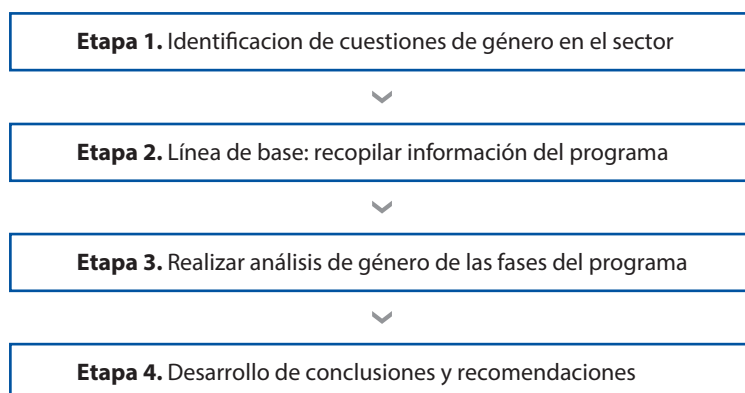 Etapa 1. Identificacion de cuestiones de género en el sector
Etapa 2. Línea de base: recopilar información del programa
Etapa 3. Realizar análisis de género de las fases del programa
Etapa 4. Desarrollo de conclusiones y recomendaciones